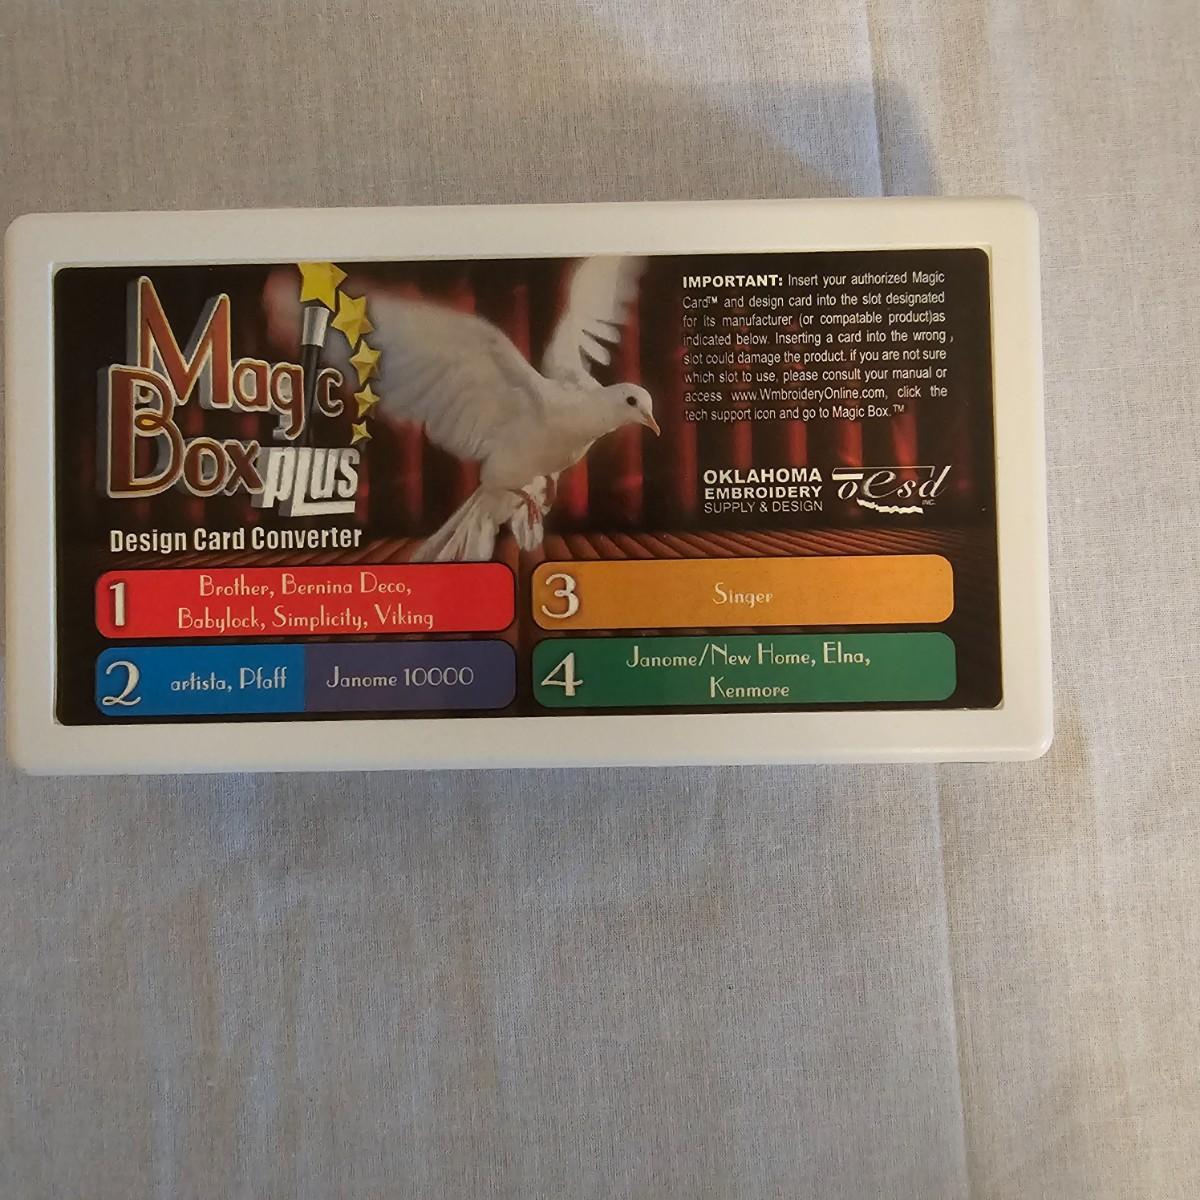 Magic
Box plus
Design Card Converter
IMPORTANT: Insert your authorized Magic
Card™ and design card into the slot designated
for its manufacturer (or compatable product)as
indicated below. Inserting a card into the wrong ,
slot could damage the product. if you are not sure
which slot to use, please consult your manual or
access www.WmbroideryOnline.com, click the
tech support icon and go to Magic Box.™
OKLAHOMA
EMBROIDERY
SUPPLY & DESIGN
oesd
INC.
1 Brother, Bernina Deco,
Babylock, Simplicity, Viking
2 artista, Pfaff Janome 10000
3 Singer
4 Janome/New Home, Elna,
Kenmore